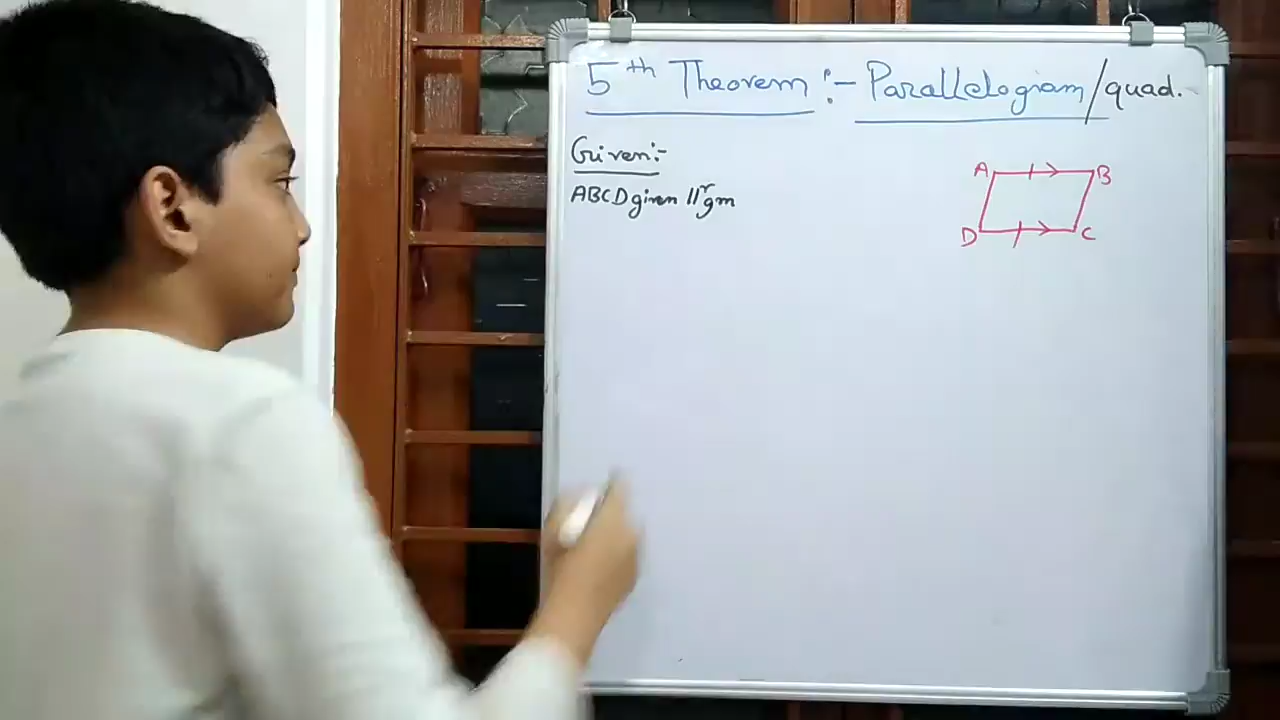 5th Theorem :- Parallelogram/quad.
Given:-
ABCD given ||r gm
A B
D C